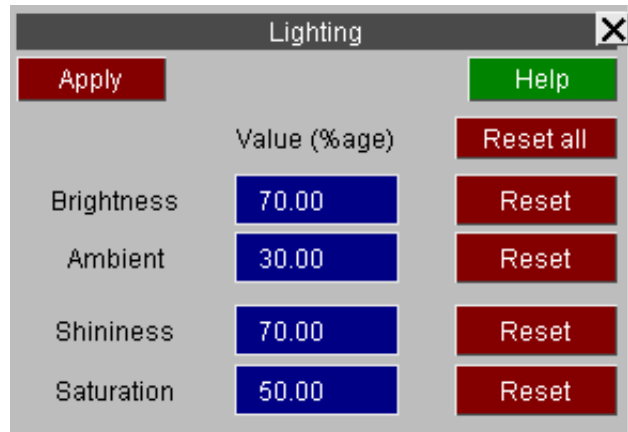 Lighting
Apply Help
Value (%age) Reset all
Brightness 70.00 Reset
Ambient 30.00 Reset
Shininess 70.00 Reset
Saturation 50.00 Reset